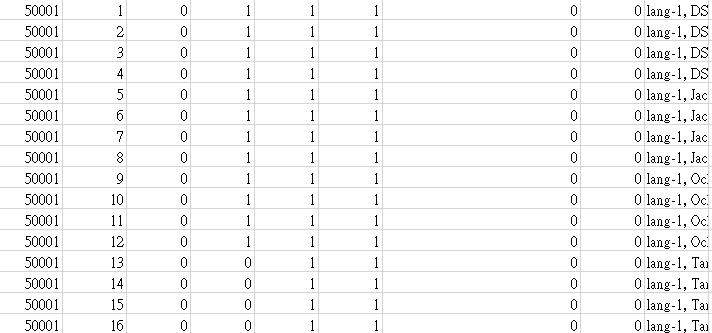 50001 1 0 1 1 1 0 0 lang-1, DS
50001 2 0 1 1 1 0 0 lang-1, DS
50001 3 0 1 1 1 0 0 lang-1, DS
50001 4 0 1 1 1 0 0 lang-1, DS
50001 5 0 1 1 1 0 0 lang-1, Jac
50001 6 0 1 1 1 0 0 lang-1, Jac
50001 7 0 1 1 1 0 0 lang-1, Jac
50001 8 0 1 1 1 0 0 lang-1, Jac
50001 9 0 1 1 1 0 0 lang-1, Ocl
50001 10 0 1 1 1 0 0 lang-1, Ocl
50001 11 0 1 1 1 0 0 lang-1, Ocl
50001 12 0 1 1 1 0 0 lang-1, Ocl
50001 13 0 0 1 1 0 0 lang-1, Tar
50001 14 0 0 1 1 0 0 lang-1, Tar
50001 15 0 0 1 1 0 0 lang-1, Tar
50001 16 0 0 1 1 0 0 lang-1, Tar